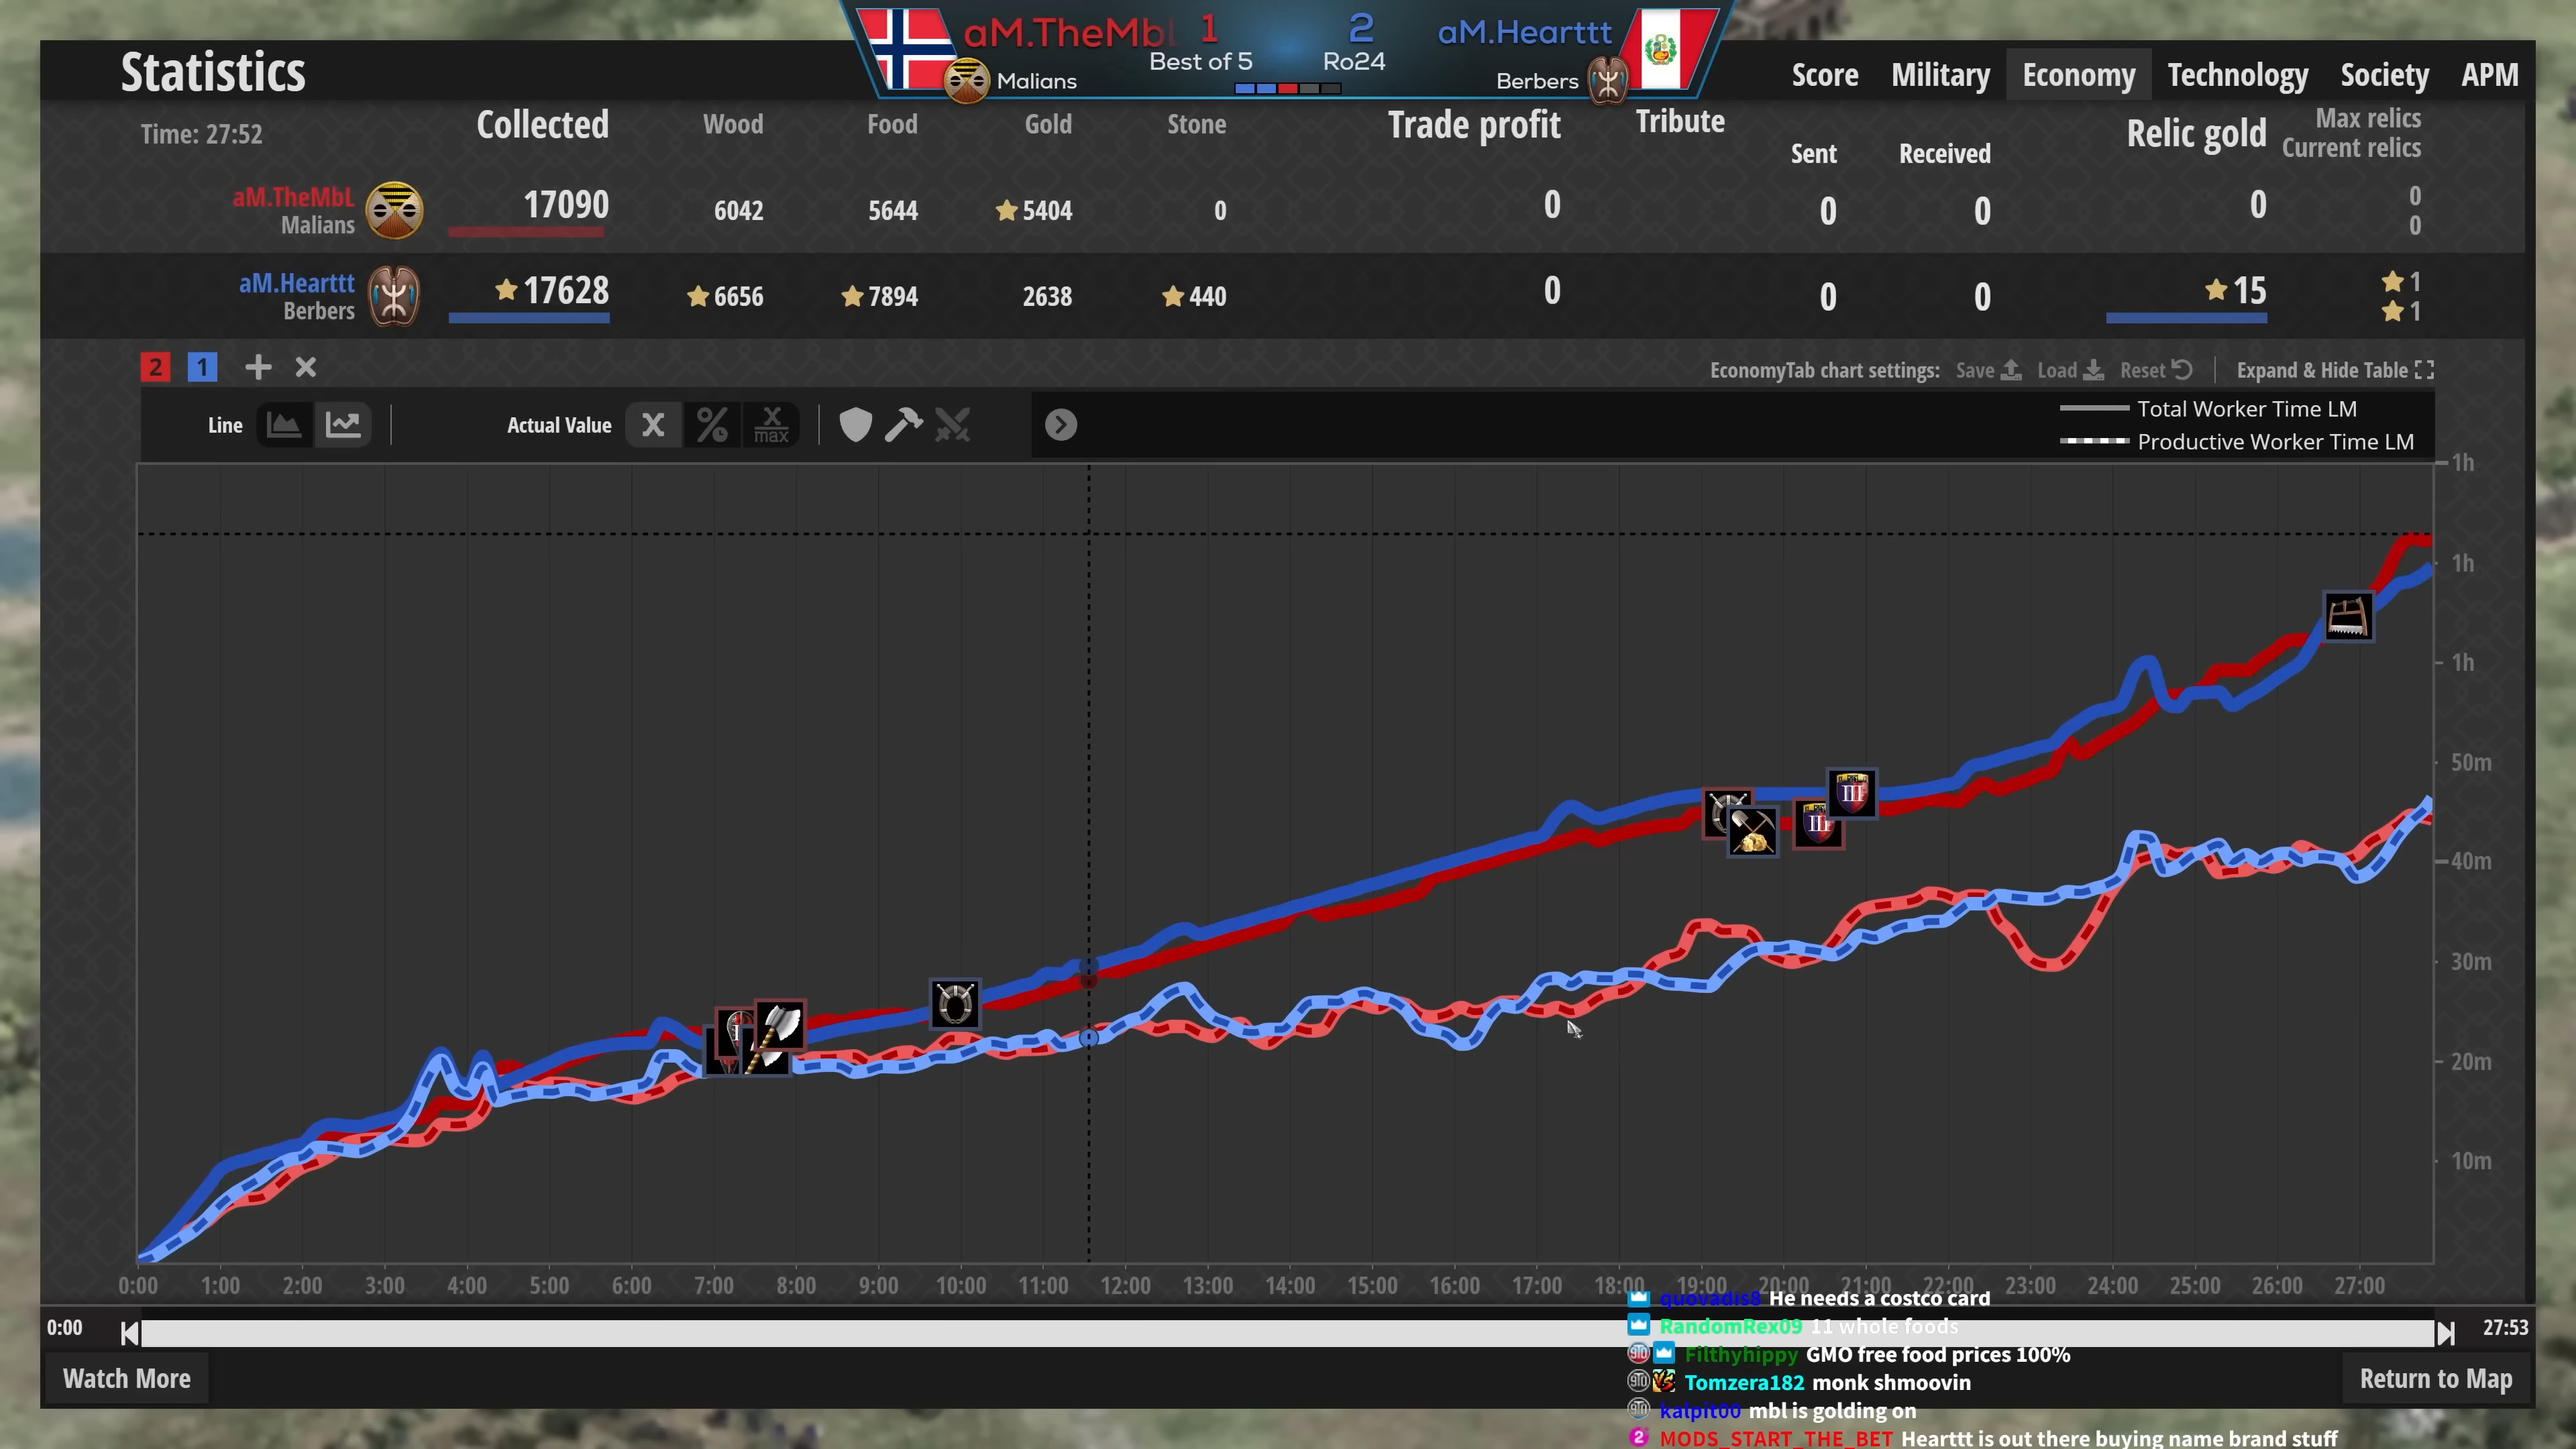 aM.TheMbl 1 2 aM.Hearttt
Best of 5 Ro24
Malians Berbers
Statistics
Score Military Economy Technology Society APM
Time: 27:52 Collected Wood Food Gold Stone Trade profit Tribute Sent Received Relic gold Max relics
Current relics
aM.TheMbL 17090 6042 5644 5404 0 0 0 0 0 0
Malians 0
aM.Hearttt 17628 6656 7894 2638 440 0 0 0 15 1
Berbers 1
2 1 EconomyTab chart settings: Save Load Reset Expand & Hide Table
Line Actual Value X % X
max
Total Worker Time LM
Productive Worker Time LM
1h
1h
1h
50m
40m
30m
20m
10m
III III
I
0:00 1:00 2:00 3:00 4:00 5:00 6:00 7:00 8:00 9:00 10:00 11:00 12:00 13:00 14:00 15:00 16:00 17:00 18:00 19:00 20:00 21:00 22:00 23:00 24:00 25:00 26:00 27:00
quovadis8 He needs a costco card
0:00 27:53
RandomRex09 11 whole foods
Filthyhippy GMO free food prices 100%
Watch More Return to Map
Tomzera182 monk shmoovin
kalpit00 mbl is golding on
2 MODS_START_THE_BET Hearttt is out there buying name brand stuff